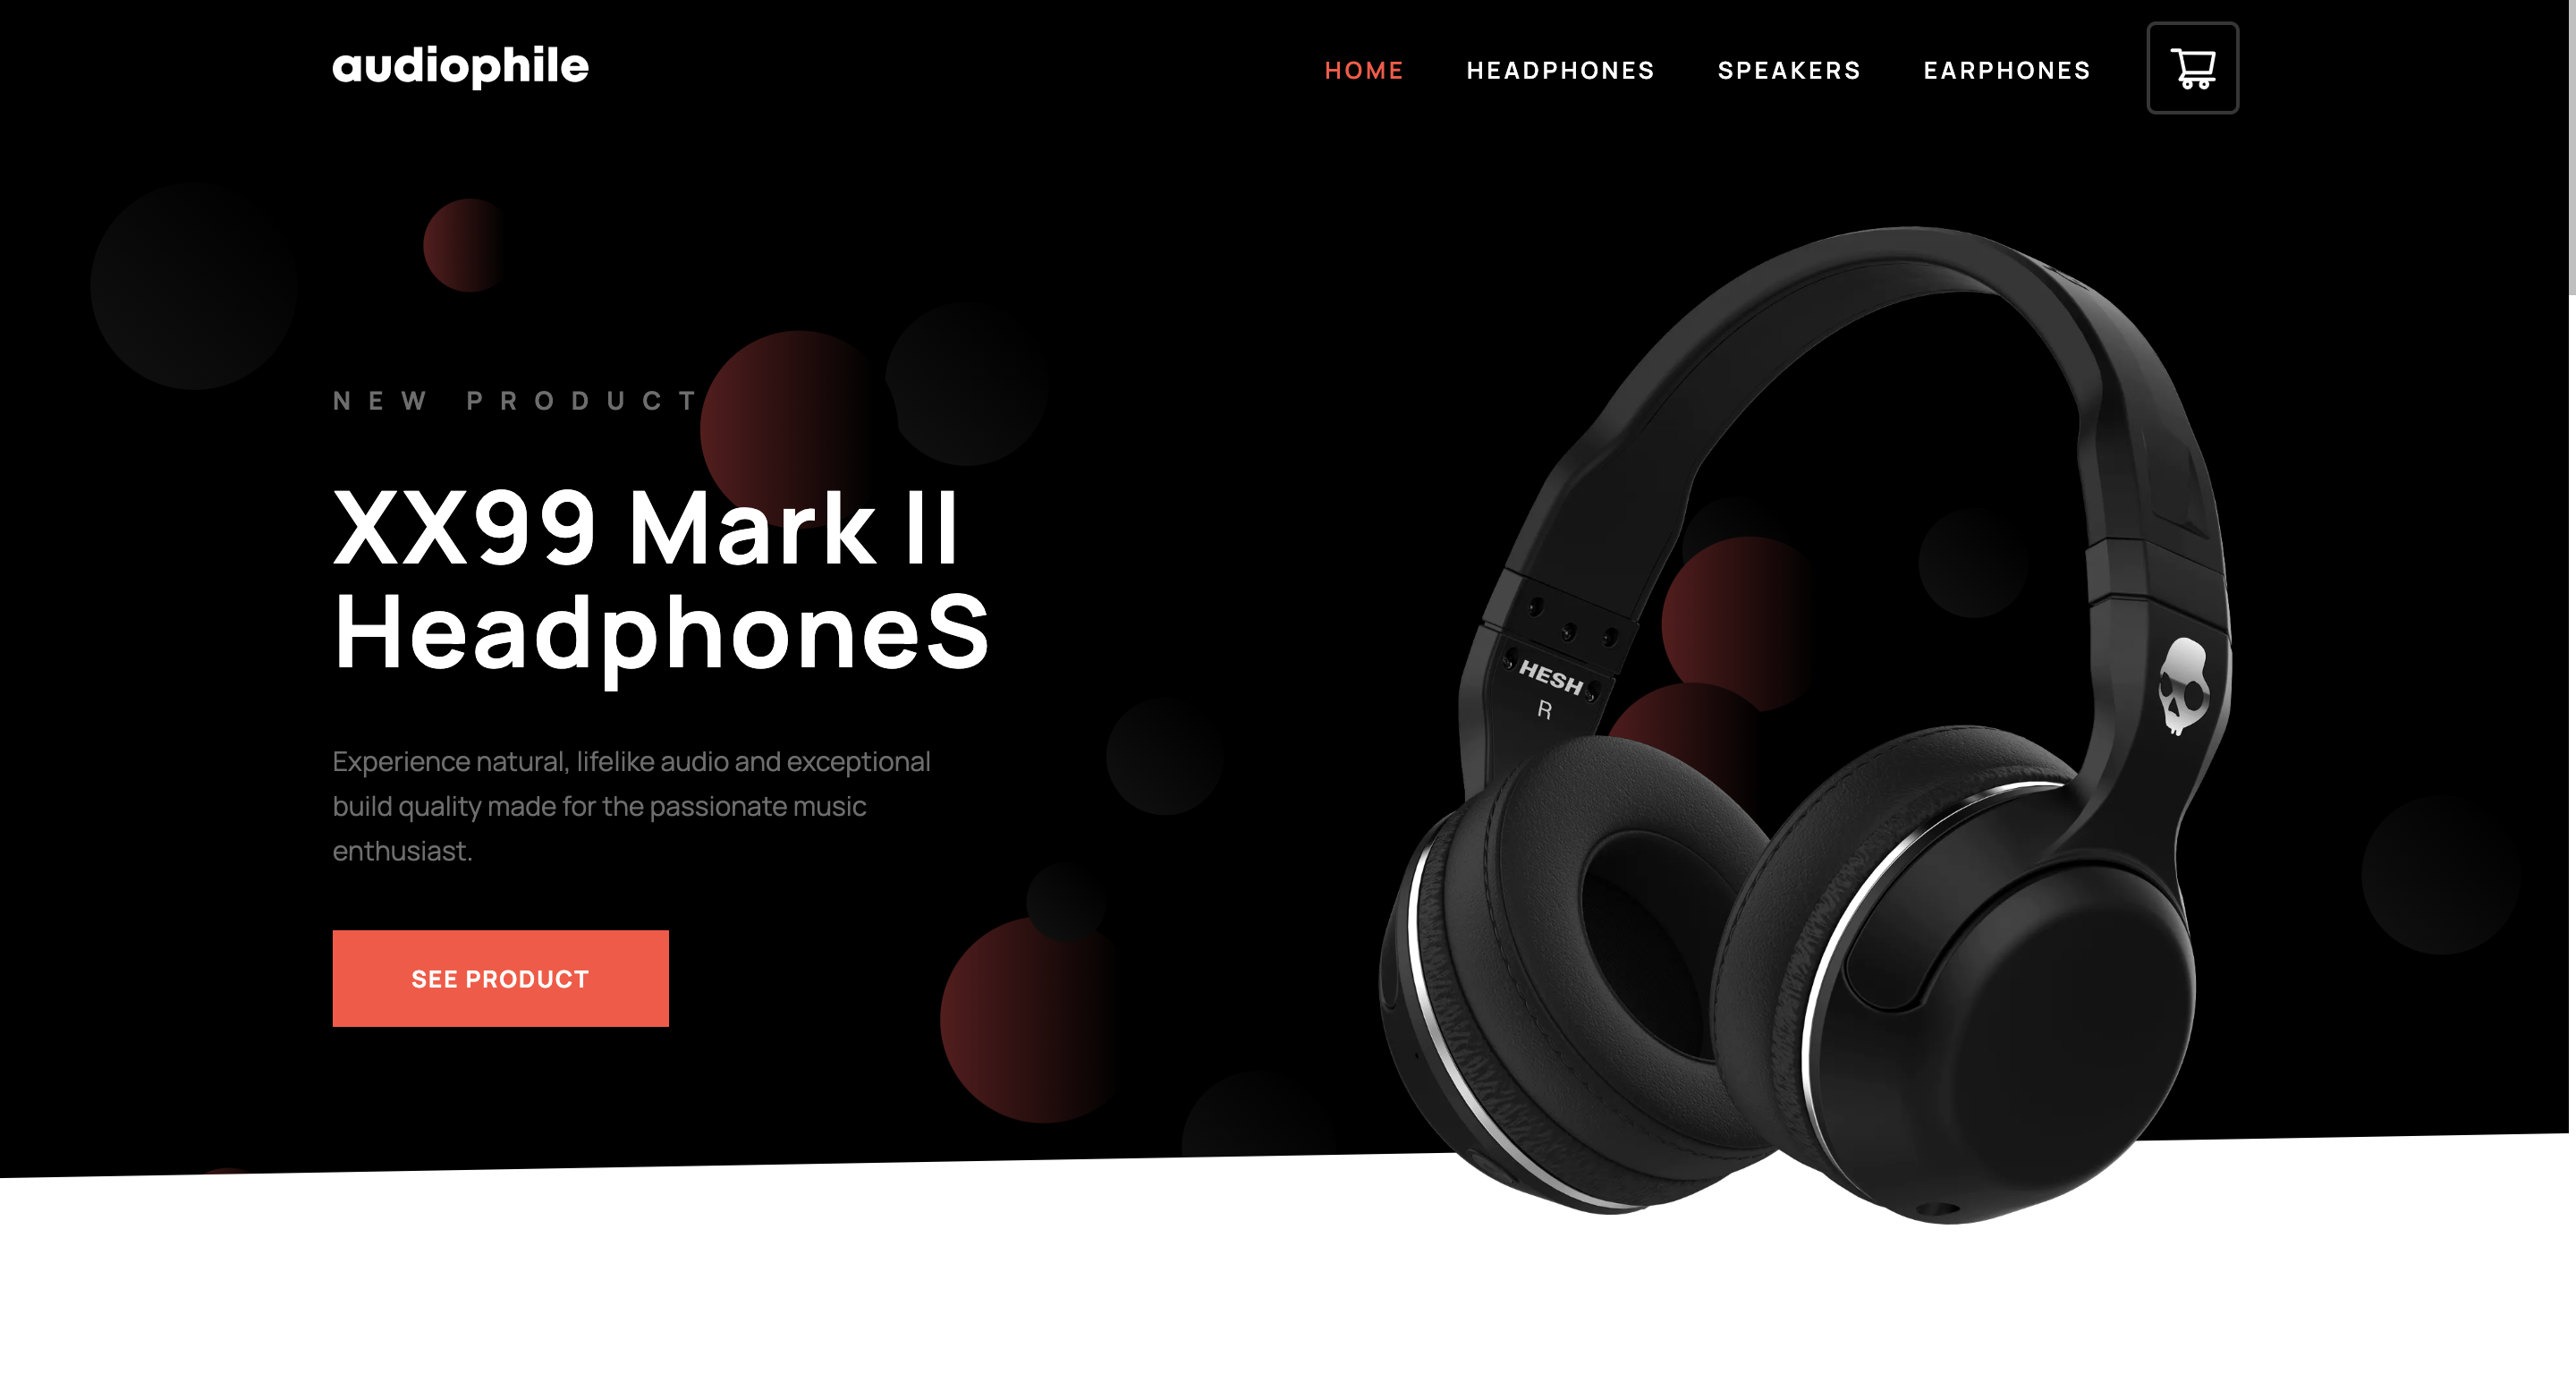 audiophile
HOME HEADPHONES SPEAKERS EARPHONES
NEW PRODUCT
XX99 Mark II
HeadphoneS
HESH
R
Experience natural, lifelike audio and exceptional
build quality made for the passionate music
enthusiast.
SEE PRODUCT